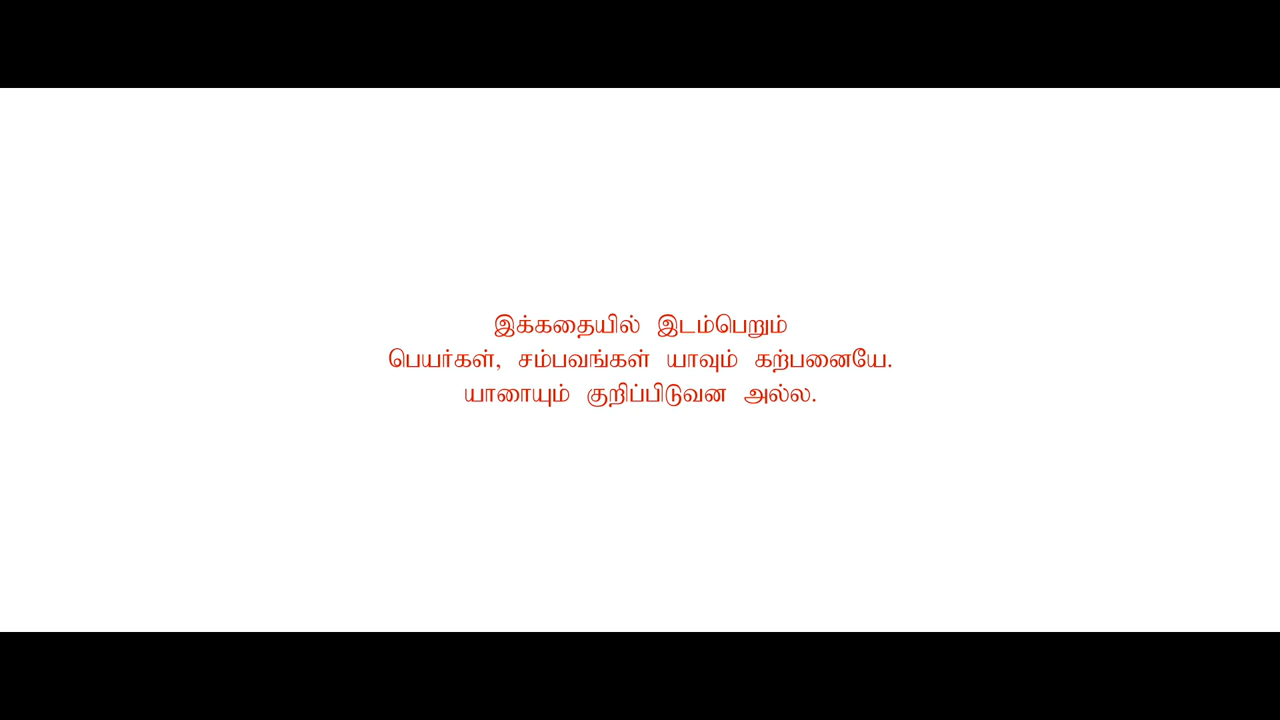 இக்கதையில் இடம்பெறும்
பெயர்கள், சம்பவங்கள் யாவும் கற்பனையே.
யாரையும் குறிப்பிடுவன அல்ல.